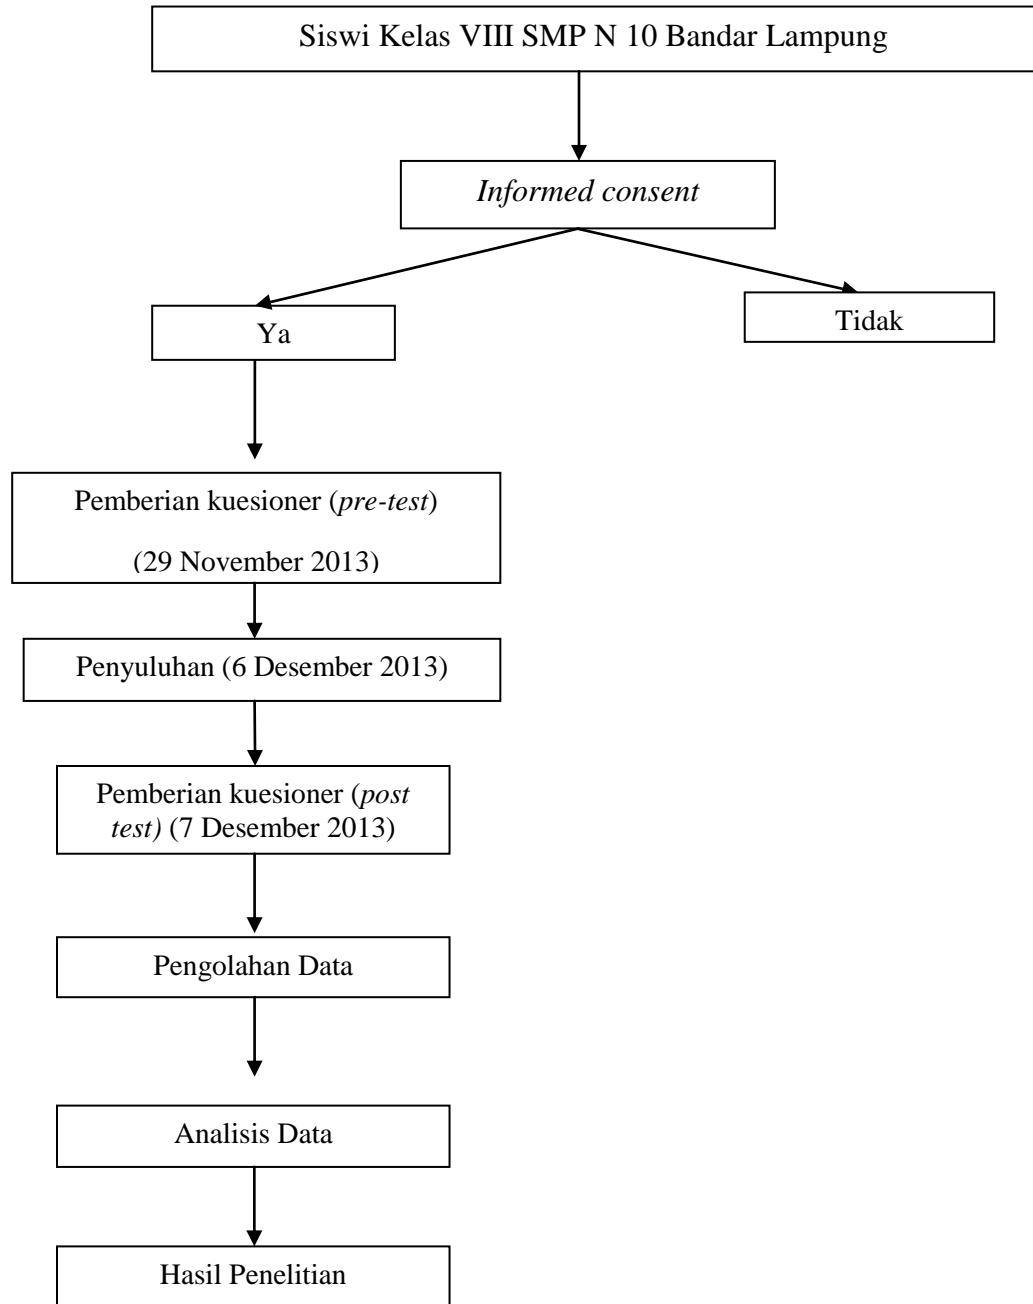 Siswi Kelas VIII SMP N 10 Bandar Lampung
Informed consent
Ya
Tidak
Pemberian kuesioner (pre-test)
(29 November 2013)
Penyuluhan (6 Desember 2013)
Pemberian kuesioner (post
test) (7 Desember 2013)
Pengolahan Data
Analisis Data
Hasil Penelitian